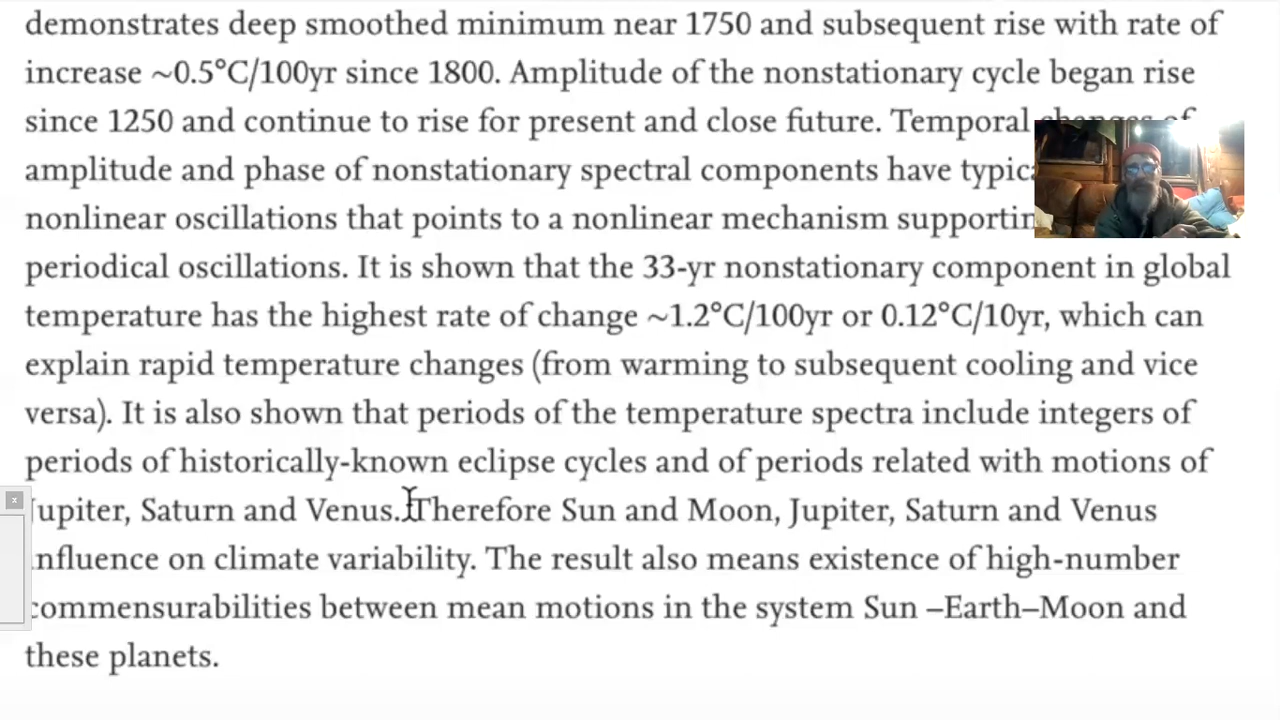 demonstrates deep smoothed minimum near 1750 and subsequent rise with rate of
increase ~0.5°C/100yr since 1800. Amplitude of the nonstationary cycle began rise
since 1250 and continue to rise for present and close future. Temporal changes of
amplitude and phase of nonstationary spectral components have typic
nonlinear oscillations that points to a nonlinear mechanism supportin
periodical oscillations. It is shown that the 33-yr nonstationary component in global
temperature has the highest rate of change ~1.2°C/100yr or 0.12°C/10yr, which can
explain rapid temperature changes (from warming to subsequent cooling and vice
versa). It is also shown that periods of the temperature spectra include integers of
periods of historically-known eclipse cycles and of periods related with motions of
Jupiter, Saturn and Venus. Therefore Sun and Moon, Jupiter, Saturn and Venus
influence on climate variability. The result also means existence of high-number
commensurabilities between mean motions in the system Sun –Earth–Moon and
these planets.
x